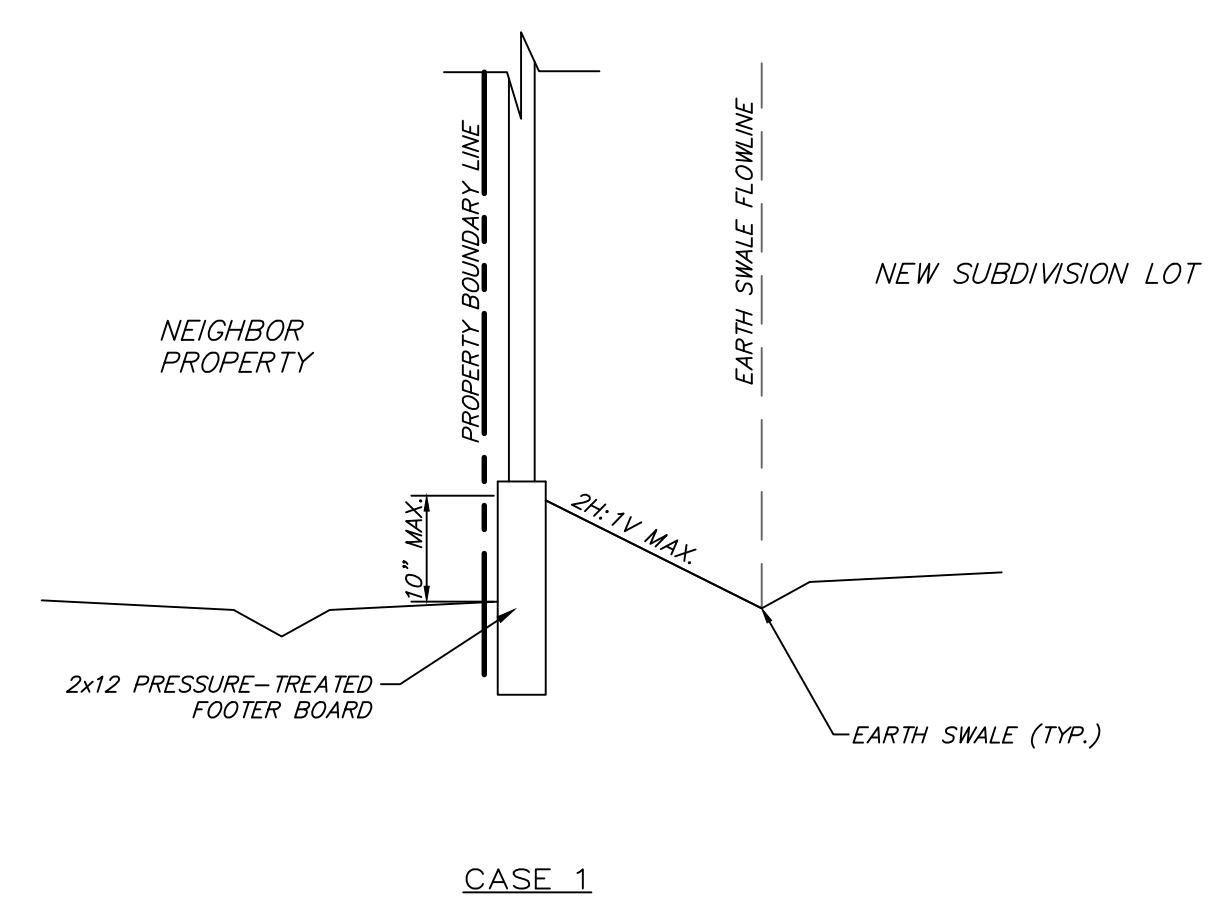 PROPERTY BOUNDARY LINE
EARTH SWALE FLOWLINE
NEW SUBDIVISION LOT
NEIGHBOR
PROPERTY
10" MAX.
2H:1V MAX.
2x12 PRESSURE-TREATED
FOOTER BOARD
EARTH SWALE (TYP.)
CASE 1